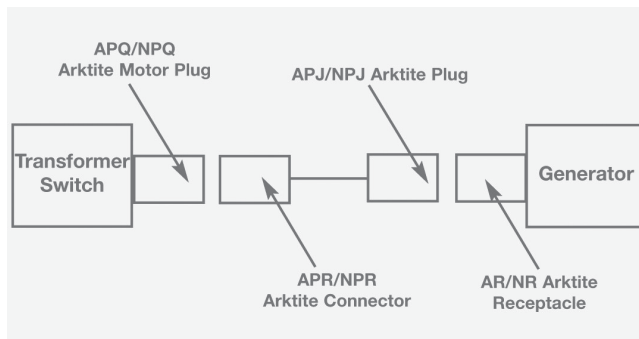 APQ/NPQ
Arktite Motor Plug
APJ/NPJ Arktite Plug
Transformer
Switch
Generator
APR/NPR
Arktite Connector
AR/NR Arktite
Receptacle